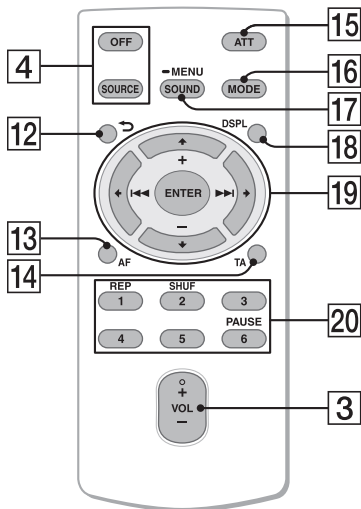 OFF
ATT
15
4
-MENU
16
SOURCE
SOUND
MODE
17
12
DSPL
18
+
ENTER
19
−
13
AF
TA
14
REP
SHUF
1
2
3
PAUSE
20
4
5
6
+
VOL
3
−